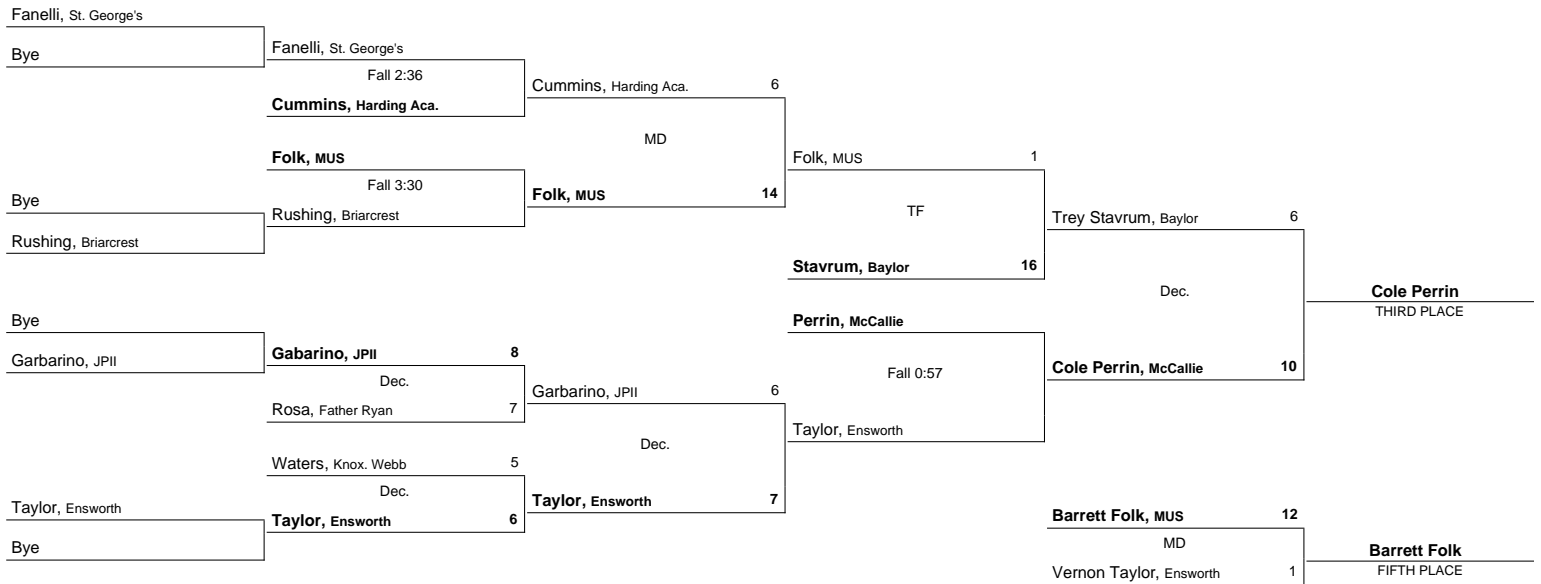 Fanelli, St. George's
Bye
Fanelli, St. George's
Fall 2:36
Cummins, Harding Aca.
Cummins, Harding Aca. 6
MD
Folk, MUS
Fall 3:30
Rushing, Briarcrest
Folk, MUS 14
Bye
Rushing, Briarcrest
Folk, MUS 1
TF
Stavrum, Baylor 16
Trey Stavrum, Baylor 6
Dec.
Cole Perrin
THIRD PLACE
Bye
Garbarino, JPII
Gabarino, JPII 8
Dec.
Rosa, Father Ryan 7
Garbarino, JPII 6
Dec.
Waters, Knox. Webb 5
Dec.
Taylor, Ensworth 6
Taylor, Ensworth 7
Taylor, Ensworth
Bye
Perrin, McCallie
Fall 0:57
Taylor, Ensworth
Cole Perrin, McCallie 10
Barrett Folk, MUS 12
MD
Vernon Taylor, Ensworth 1
Barrett Folk
FIFTH PLACE